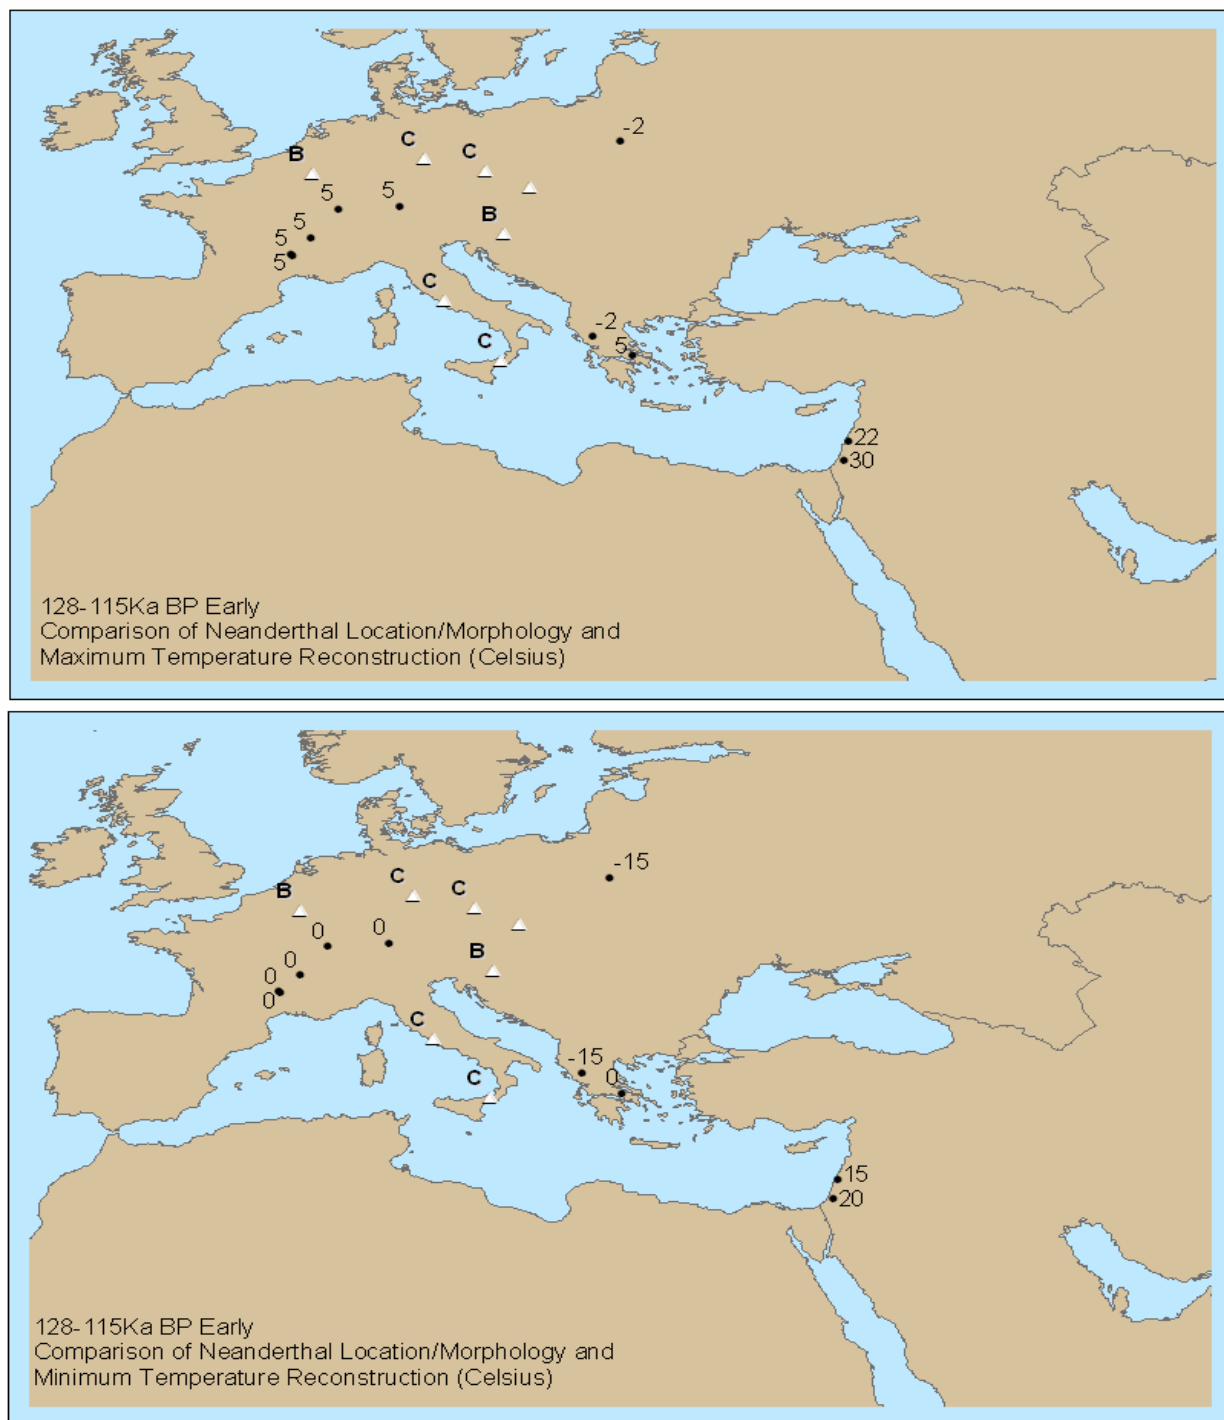 -2
C
C
B
5
5
B
5
5
5
C
-2
5
C
22
30
128-115Ka BP Early
Comparison of Neanderthal Location/Morphology and
Maximum Temperature Reconstruction (Celsius)
-15
C
C
B
0
0
B
0
0
0
C
-15
0
C
15
20
128-115Ka BP Early
Comparison of Neanderthal Location/Morphology and
Minimum Temperature Reconstruction (Celsius)